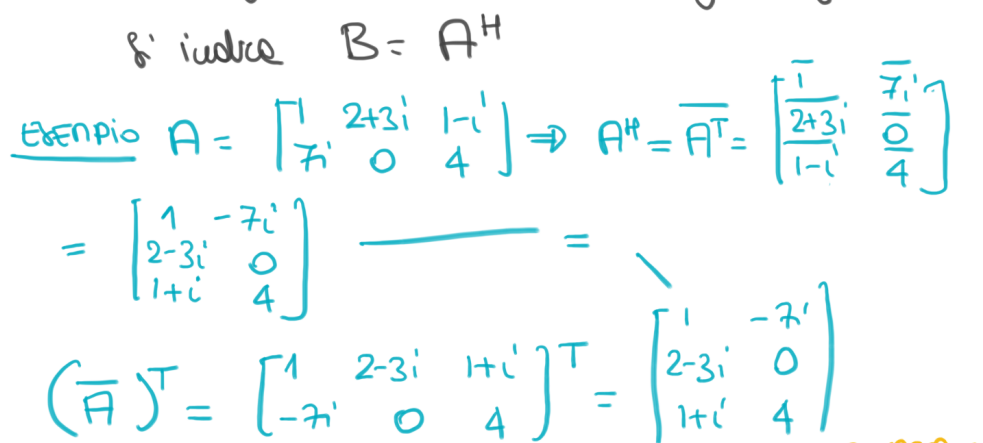 Si indica B = A^H
ESEMPIO A = [1 2+3i 1-i; 7i 0 4] ⇒ A^H = \overline{A^T} = [\overline{1} \overline{7i}; \overline{2+3i} \overline{0}; \overline{1-i} \overline{4}]
= [1 -7i; 2-3i 0; 1+i 4] ——— =
(\overline{A})^T = [1 2-3i 1+i; -7i 0 4]^T = [1 -7i; 2-3i 0; 1+i 4]